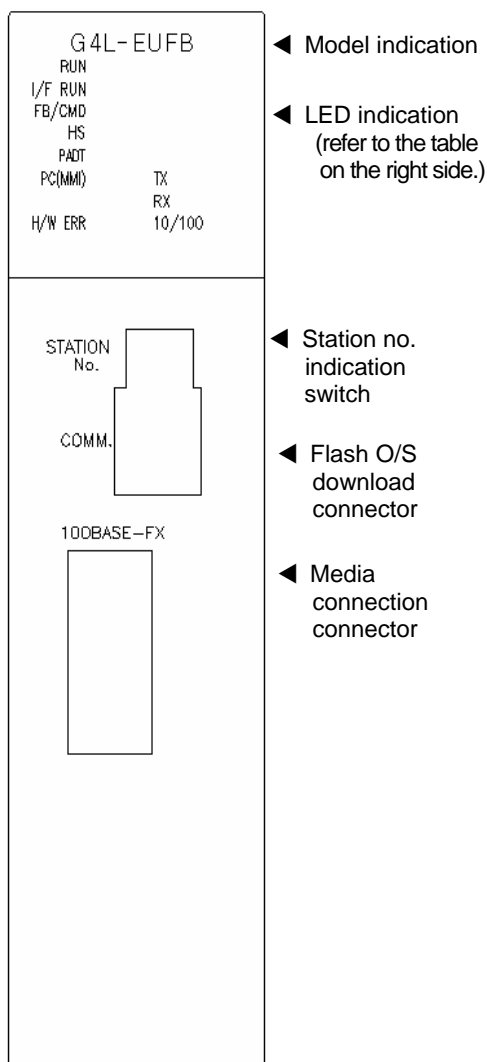 G4L-EUFB
RUN
I/F RUN
FB/CMD
HS
PADT
PC(MMI) TX
RX
H/W ERR 10/100
◀ Model indication
◀ LED indication
(refer to the table
on the right side.)
STATION
No.
COMM.
100BASE-FX
◀ Station no.
indication
switch
◀ Flash O/S
download
connector
◀ Media
connection
connector